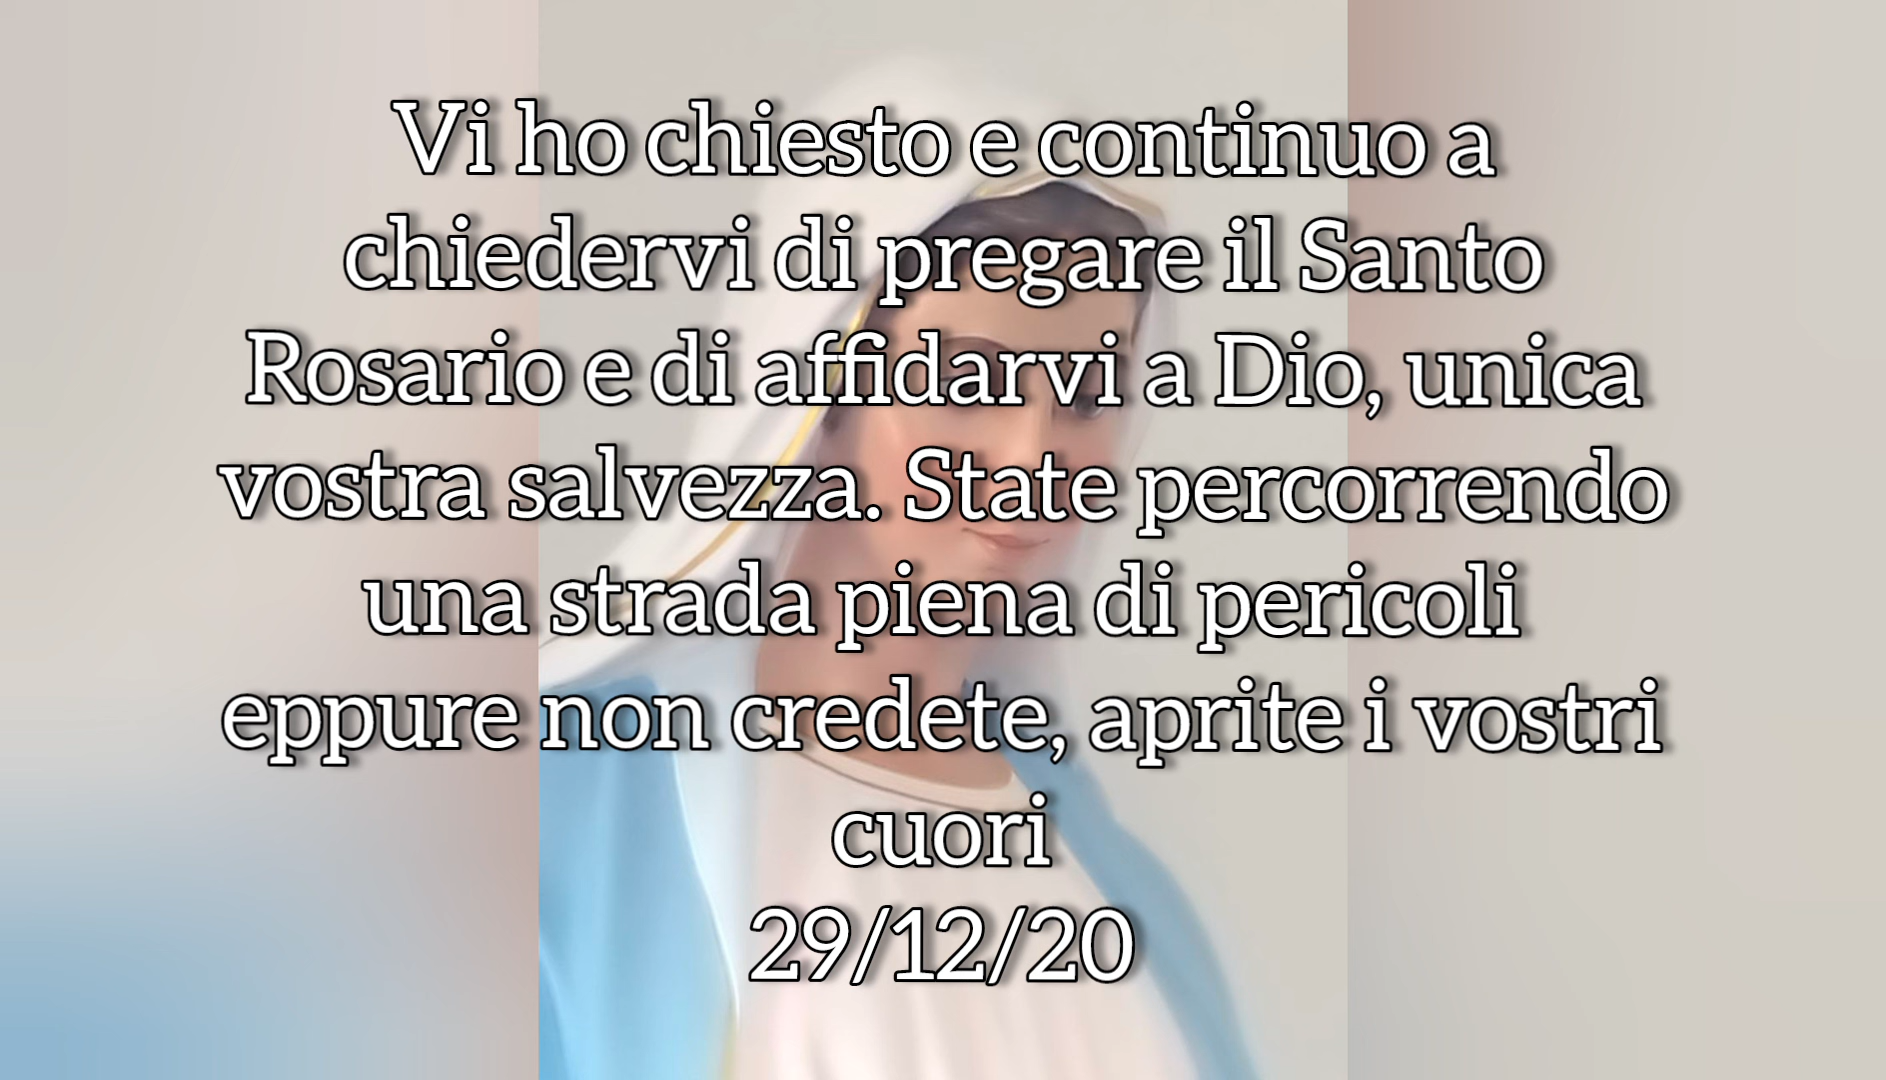 Vi ho chiesto e continuo a
chiedervi di pregare il Santo
Rosario e di affidarvi a Dio, unica
vostra salvezza. State percorrendo
una strada piena di pericoli
eppure non credete, aprite i vostri
cuori
29/12/20